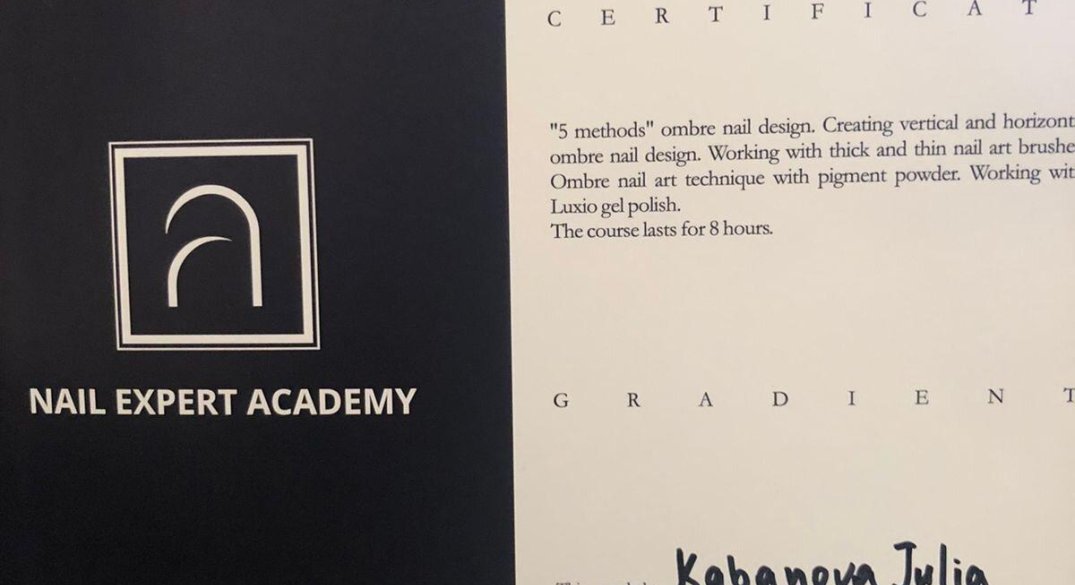 C E R T I F I C A T
"5 methods" ombre nail design. Creating vertical and horizont
ombre nail design. Working with thick and thin nail art brushe
Ombre nail art technique with pigment powder. Working wit
Luxio gel polish.
The course lasts for 8 hours.
NAIL EXPERT ACADEMY
G R A D I E N T
Kabanova Julia